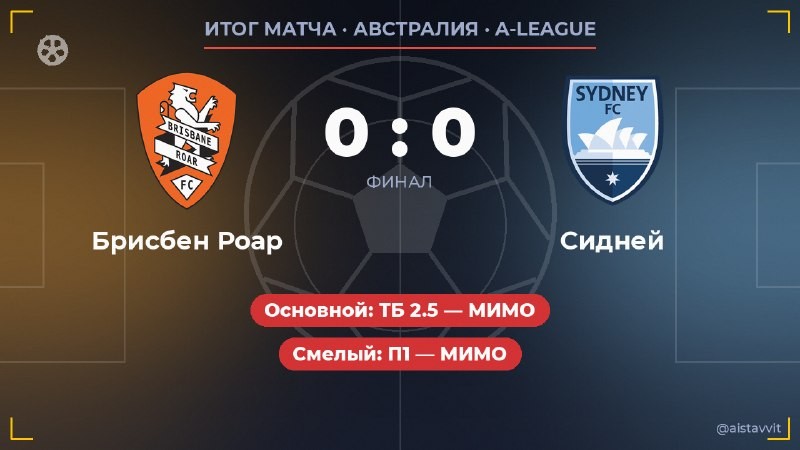 ИТОГ МАТЧА · АВСТРАЛИЯ · A-LEAGUE
BRISBANE
ROAR
FC
0 : 0
SYDNEY
FC
ФИНАЛ
Брисбен Роар
Сидней
Основной: ТБ 2.5 — МИМО
Смелый: П1 — МИМО
@aistavvit